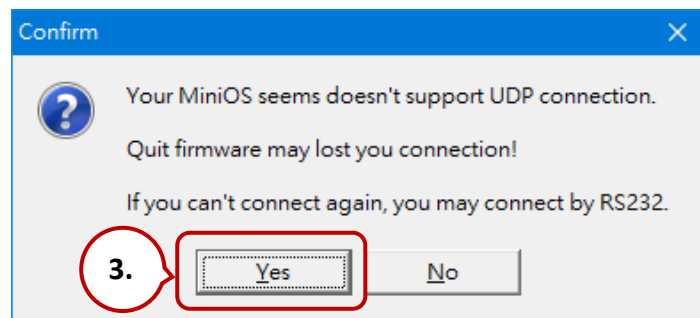 Confirm
Your MiniOS seems doesn't support UDP connection.
Quit firmware may lost you connection!
If you can't connect again, you may connect by RS232.
3.
Yes
No